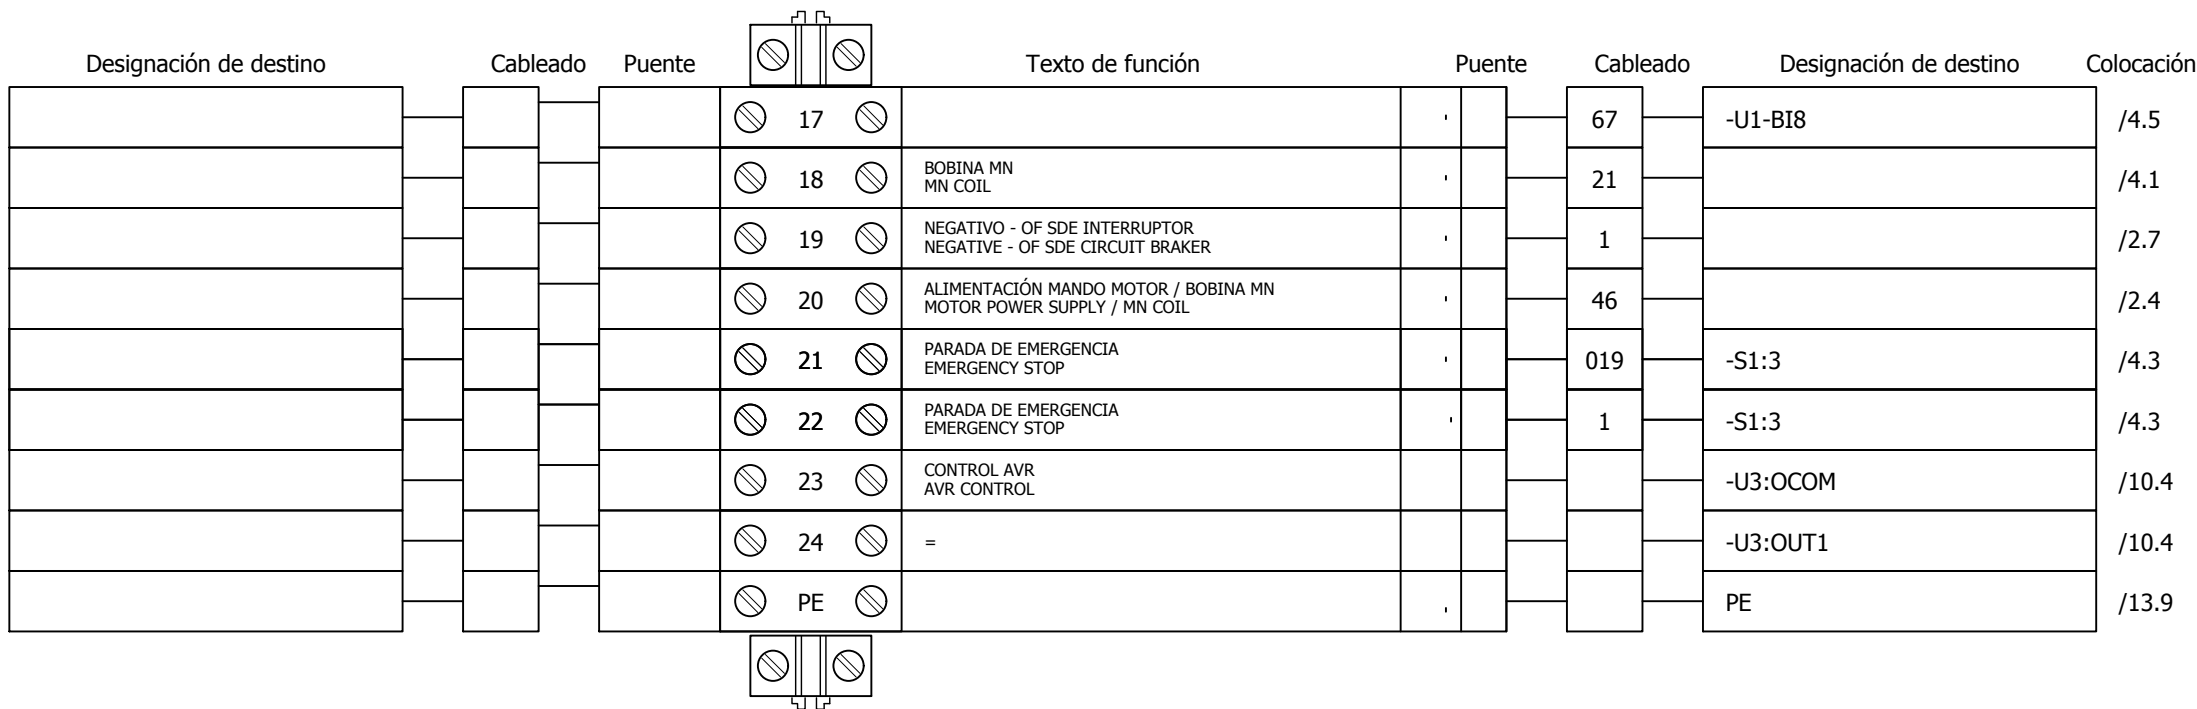 Designación de destino Cableado Puente Texto de función Puente Cableado Designación de destino Colocación
17 67 -U1-BI8 /4.5
BOBINA MN
18 21 /4.1
MN COIL
NEGATIVO - OF SDE INTERRUPTOR
19 1 /2.7
NEGATIVE - OF SDE CIRCUIT BRAKER
ALIMENTACIÓN MANDO MOTOR / BOBINA MN
20 46 /2.4
MOTOR POWER SUPPLY / MN COIL
PARADA DE EMERGENCIA
21 019 -S1:3 /4.3
EMERGENCY STOP
PARADA DE EMERGENCIA
22 1 -S1:3 /4.3
EMERGENCY STOP
CONTROL AVR
23 -U3:OCOM /10.4
AVR CONTROL
24 = -U3:OUT1 /10.4
PE PE /13.9